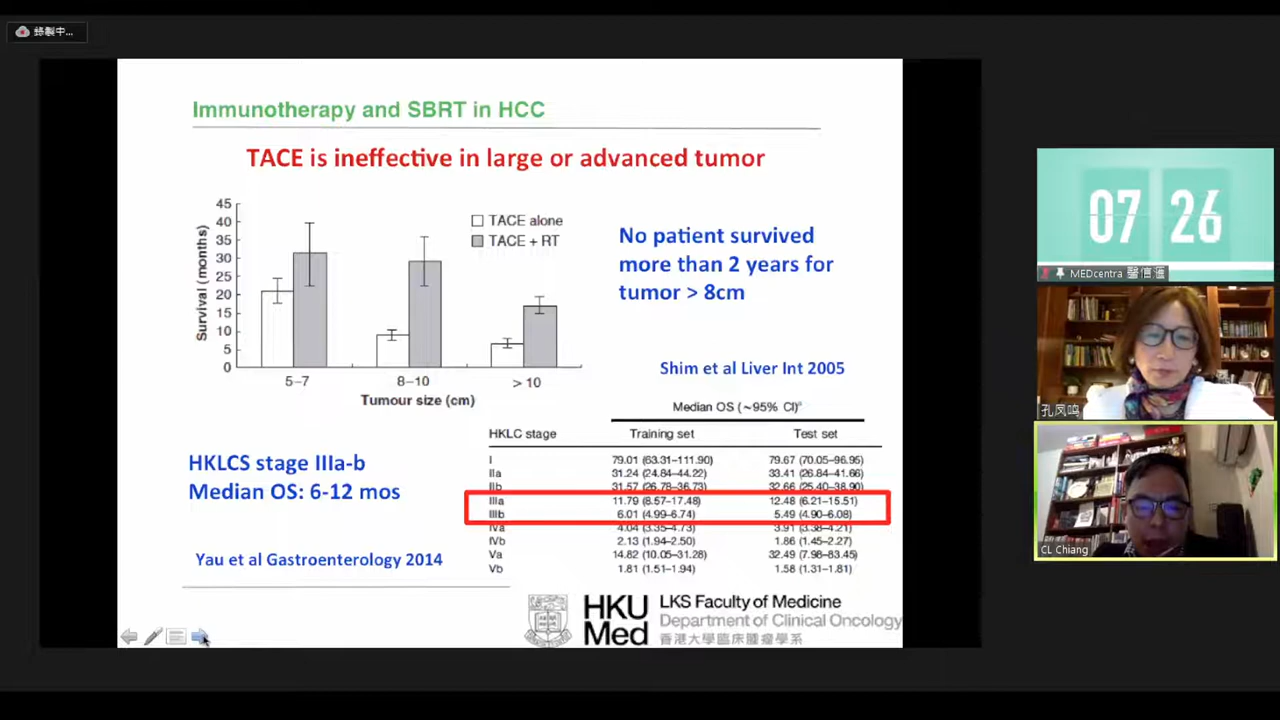 錄製中...
Immunotherapy and SBRT in HCC
TACE is ineffective in large or advanced tumor
Survival (months)
45
40
35
30
25
20
15
10
5
0
TACE alone
TACE + RT
5–7
8–10
> 10
Tumour size (cm)
No patient survived
more than 2 years for
tumor > 8cm
Shim et al Liver Int 2005
HKLCS stage IIIa-b
Median OS: 6-12 mos
Yau et al Gastroenterology 2014
Median OS (~95% CI)a
HKLC stage Training set Test set
I 79.01 (63.31–111.90) 79.67 (70.05–96.95)
IIa 31.24 (24.84–44.22) 33.41 (26.84–41.66)
IIb 31.57 (26.78–36.73) 32.66 (25.40–38.90)
IIIa 11.79 (8.57–17.48) 12.48 (6.21–15.51)
IIIb 6.01 (4.99–6.74) 5.49 (4.90–6.08)
IVa 4.04 (3.35–4.73) 3.91 (3.38–4.21)
IVb 2.13 (1.94–2.50) 1.86 (1.45–2.27)
Va 14.82 (10.05–31.28) 32.49 (7.98–83.45)
Vb 1.81 (1.51–1.94) 1.58 (1.31–1.81)
HKU
Med
LKS Faculty of Medicine
Department of Clinical Oncology
香港大學臨床腫瘤學系
07 26
MEDcentra 醫信滙
孔凤鸣
CL Chiang